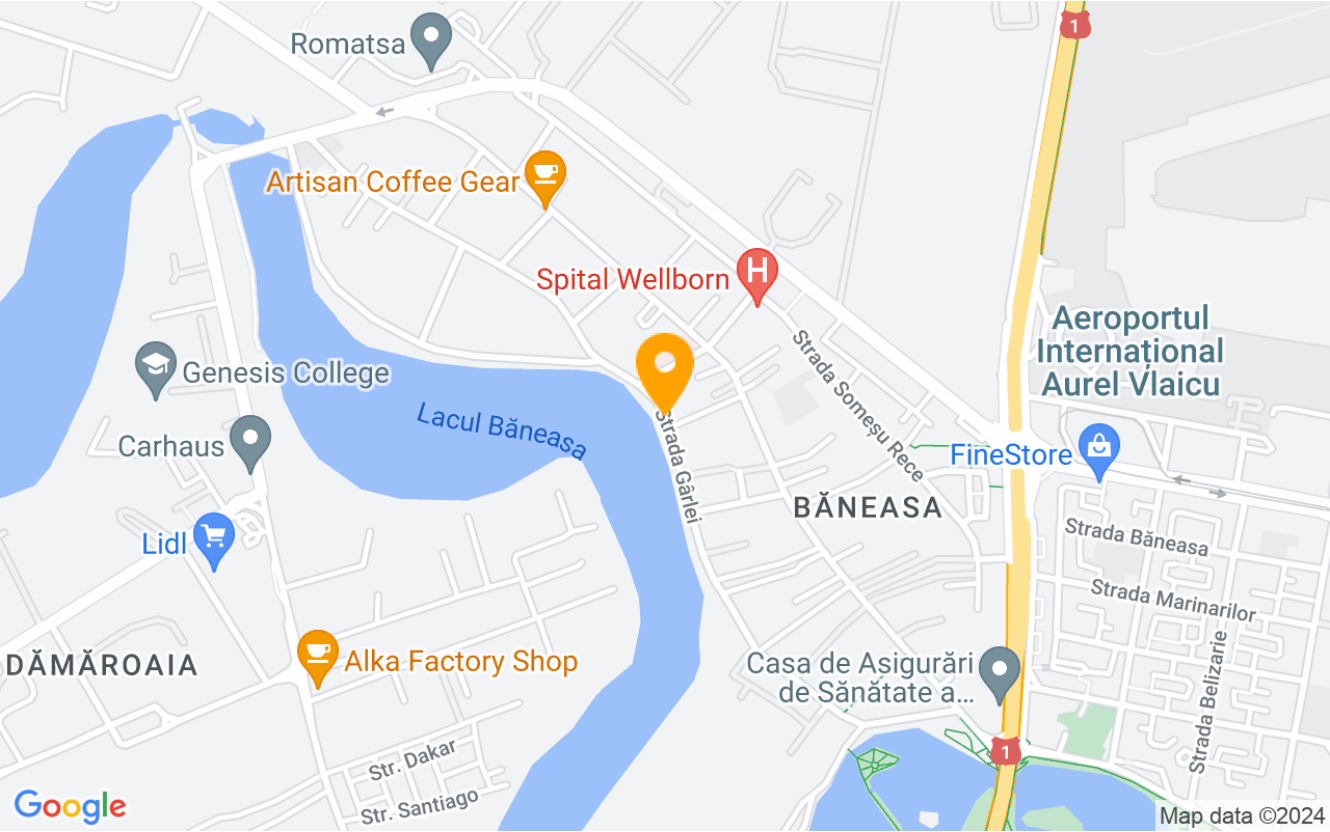 1
Romatsa
Artisan Coffee Gear
Spital Wellborn
Aeroportul
Internațional
Aurel Vlaicu
Genesis College
Strada Someșu Rece
Lacul Băneasa
Carhaus
Strada Gârlei
FineStore
BĂNEASA
Lidl
Strada Băneasa
Strada Marinarilor
DĂMĂROAIA
Alka Factory Shop
Casa de Asigurări
de Sănătate a...
Strada Belizarie
1
Str. Dakar
Str. Santiago
Google
Map data ©2024